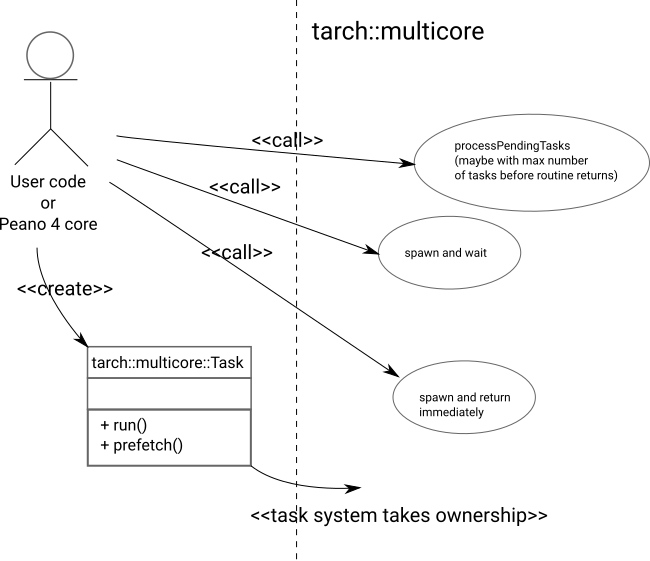 tarch::multicore
<<call>>
processPendingTasks
(maybe with max number
of tasks before routine returns)
User code
or
Peano 4 core
<<call>>
<<call>>
spawn and wait
<<create>>
tarch::multicore::Task
+ run()
+ prefetch()
spawn and return
immediately
<<task system takes ownership>>